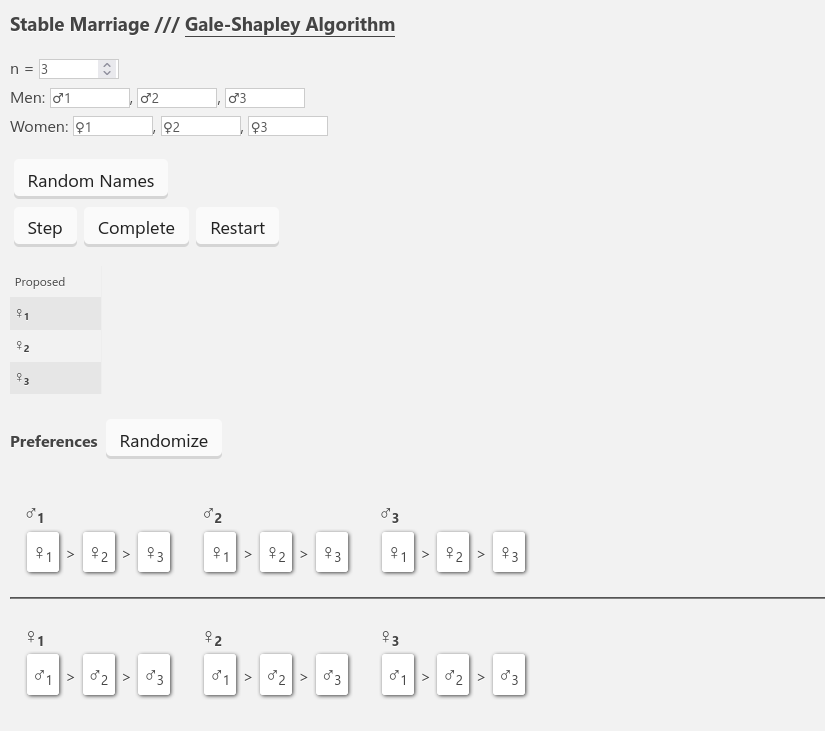 Stable Marriage /// Gale-Shapley Algorithm
n = 3
Men: ♂1, ♂2, ♂3
Women: ♀1, ♀2, ♀3
Random Names
Step Complete Restart
Proposed
♀1
♀2
♀3
Preferences Randomize
♂1 ♂2 ♂3
♀1 > ♀2 > ♀3 ♀1 > ♀2 > ♀3 ♀1 > ♀2 > ♀3
♀1 ♀2 ♀3
♂1 > ♂2 > ♂3 ♂1 > ♂2 > ♂3 ♂1 > ♂2 > ♂3